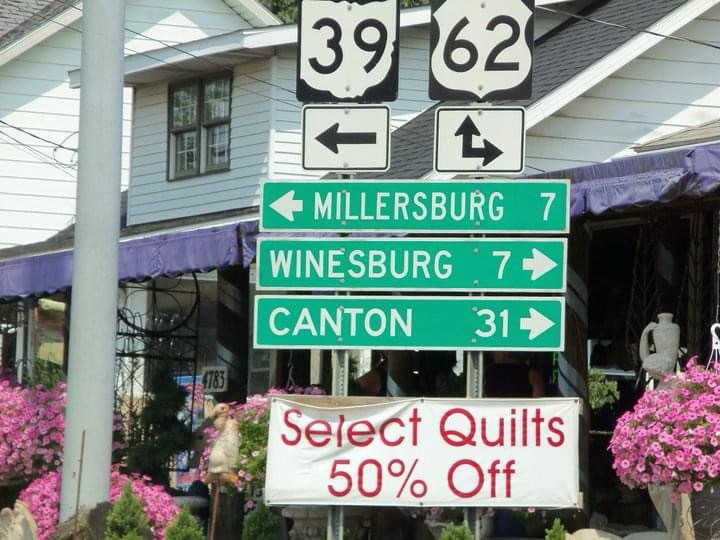 39 62
MILLERSBURG 7
WINESBURG 7
CANTON 31
4783
Select Quilts
50% Off